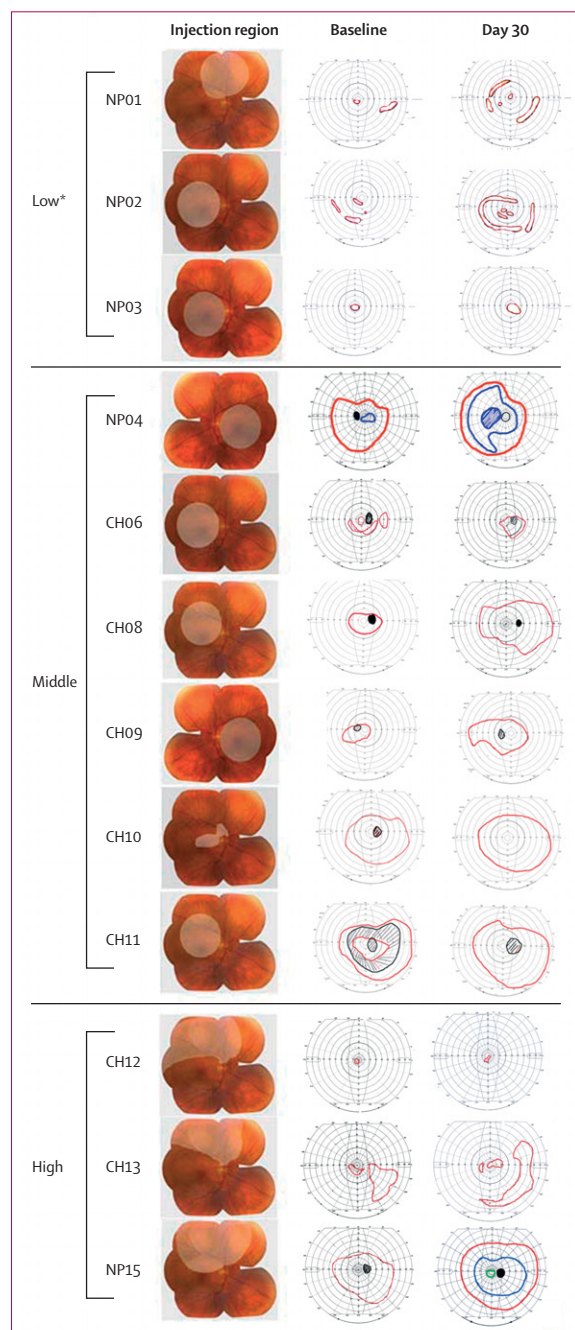 Injection region Baseline Day 30
NP01
Low* NP02
NP03
NP04
CH06
CH08
Middle
CH09
CH10
CH11
CH12
High CH13
NP15